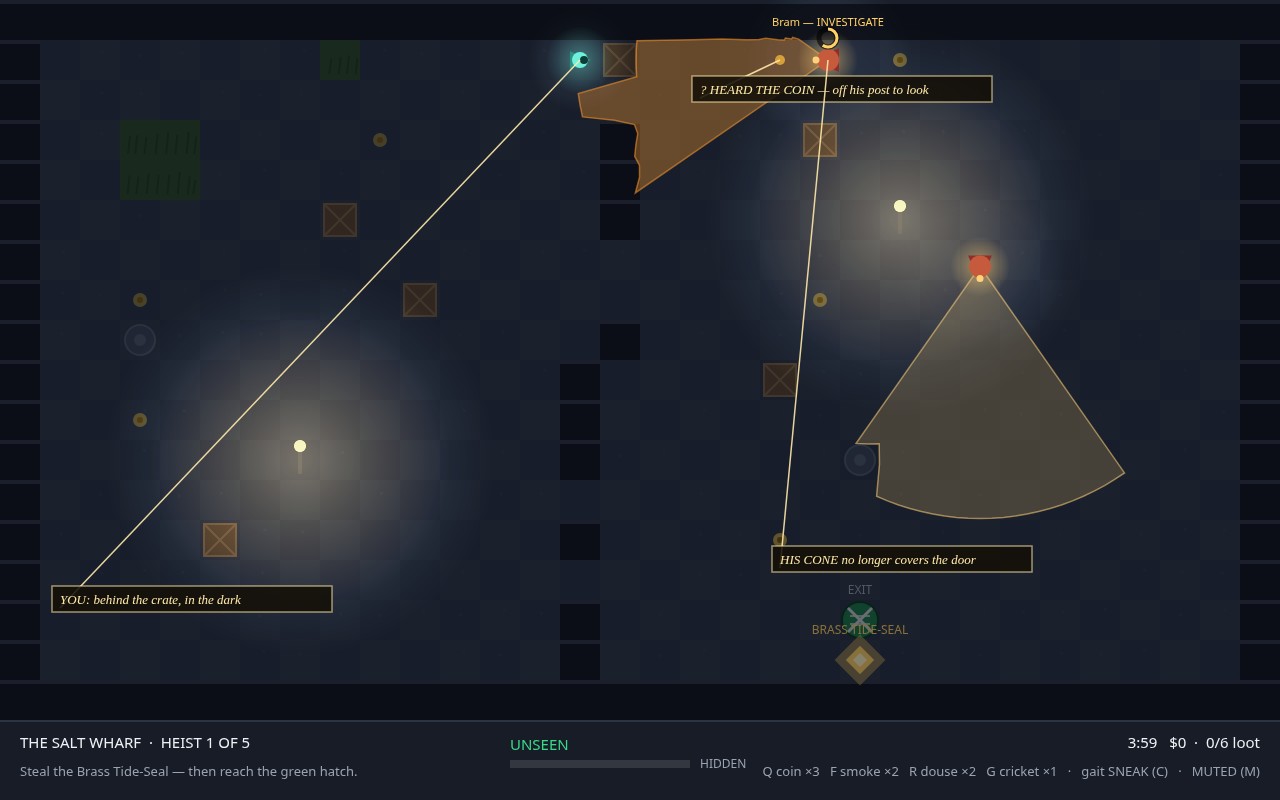 Bram — INVESTIGATE
? HEARD THE COIN — off his post to look
HIS CONE no longer covers the door
YOU: behind the crate, in the dark
EXIT
BRASS TIDE-SEAL
THE SALT WHARF · HEIST 1 OF 5
Steal the Brass Tide-Seal — then reach the green hatch.
UNSEEN
HIDDEN
3:59 $0 · 0/6 loot
Q coin ×3 F smoke ×2 R douse ×2 G cricket ×1 · gait SNEAK (C) · MUTED (M)